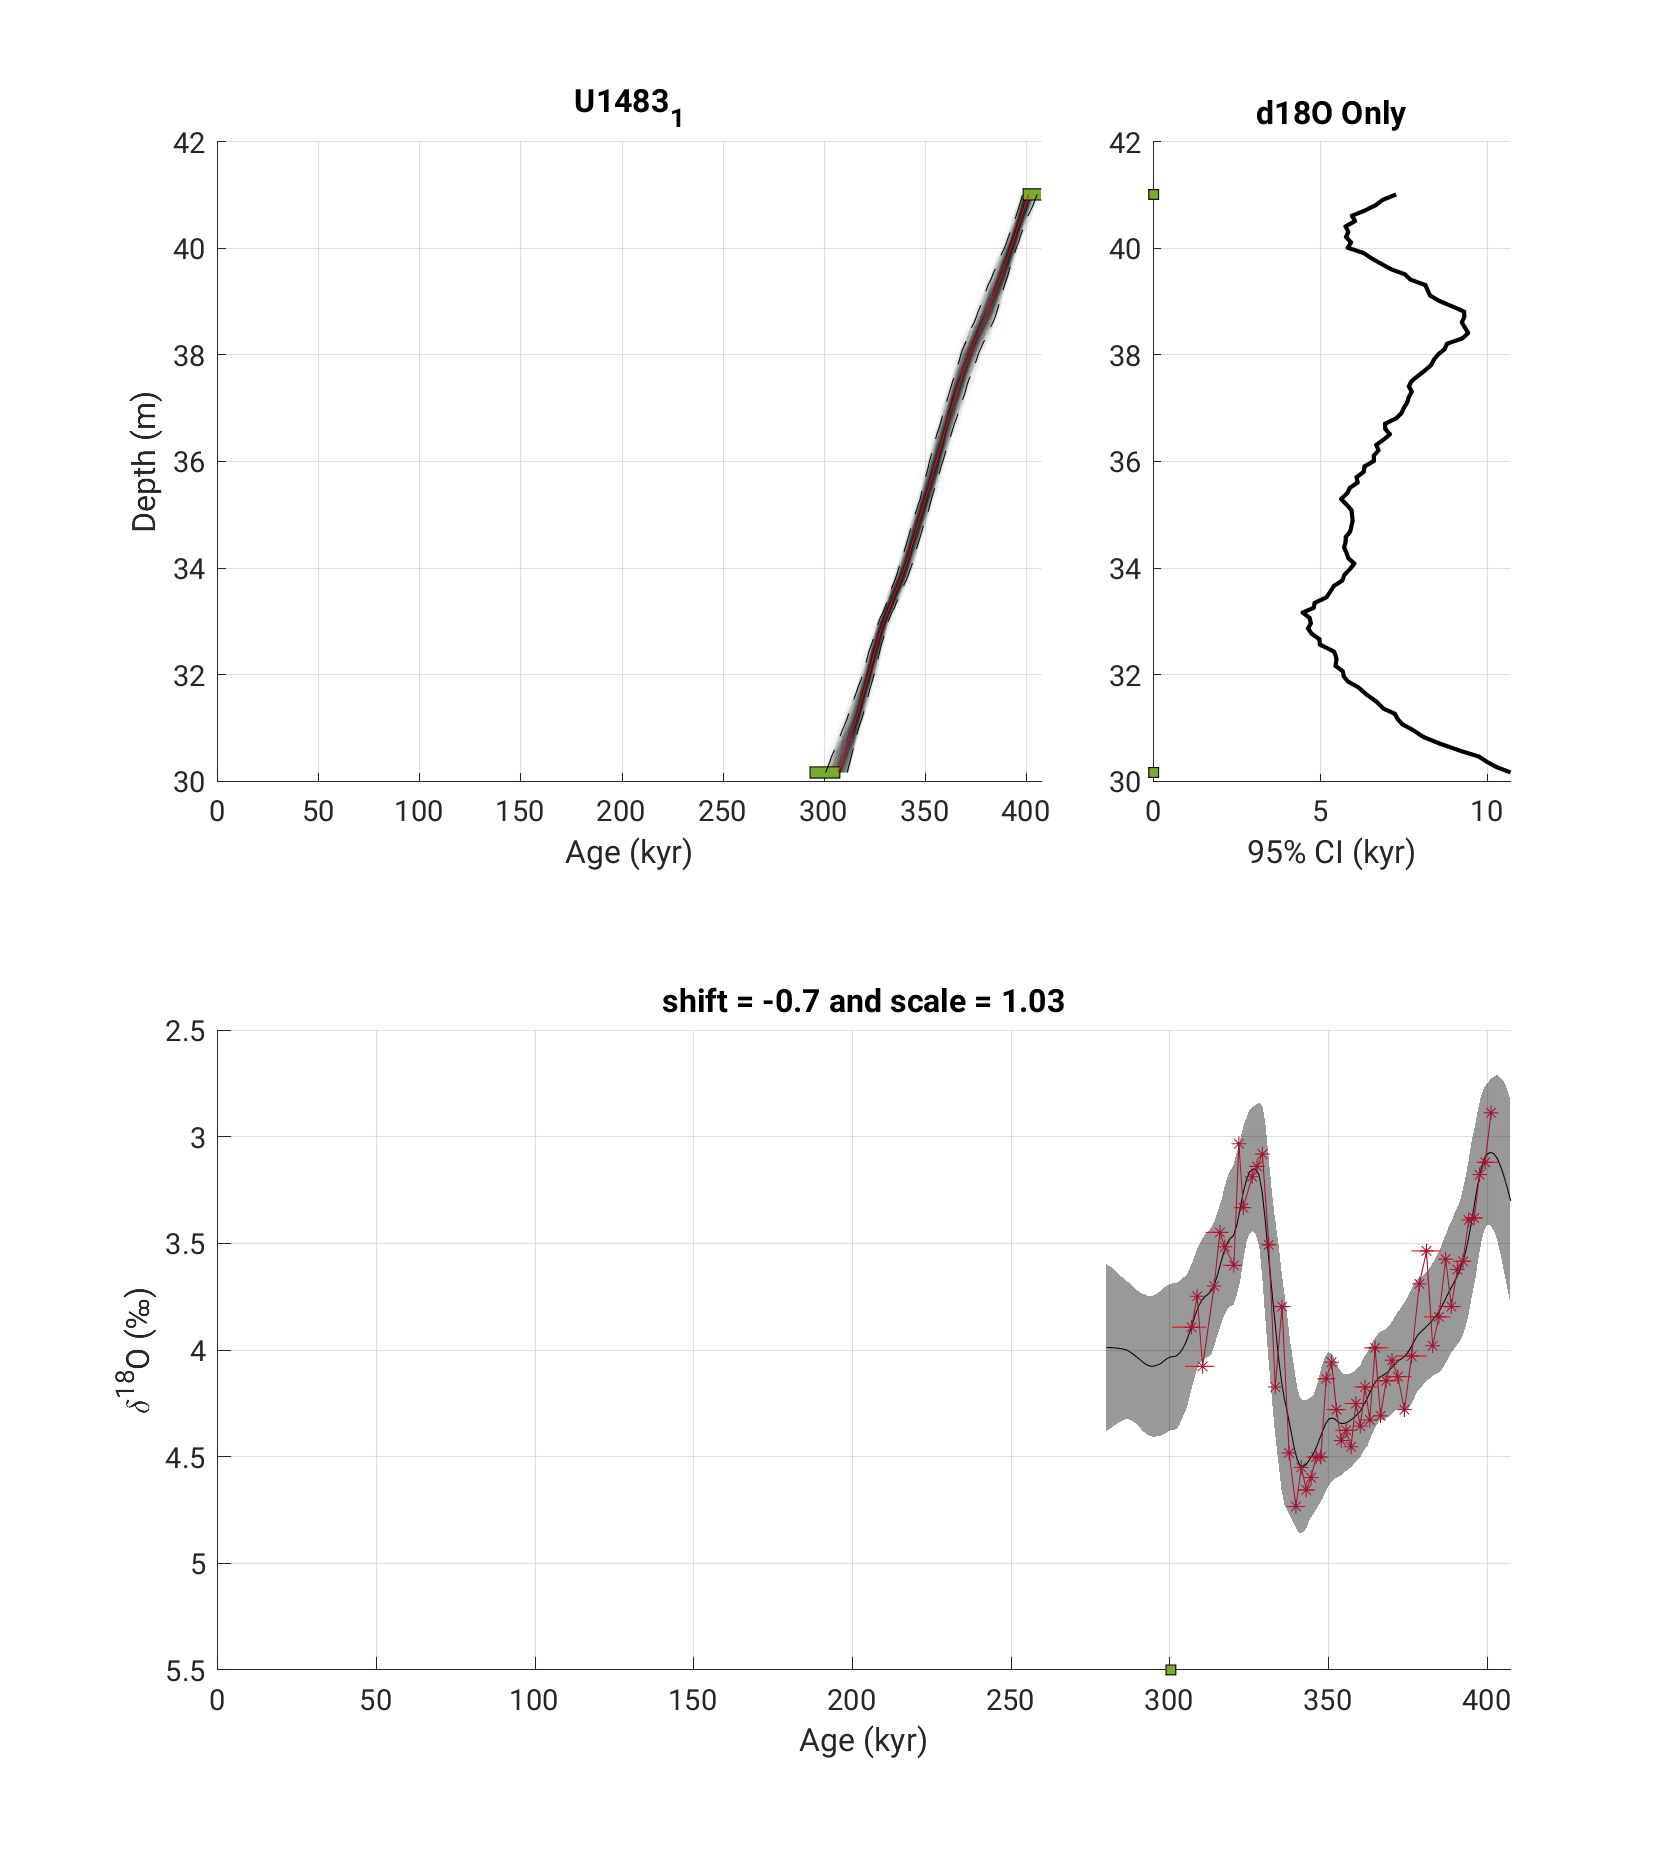 U1483₁
d18O Only
42
40
38
36
34
32
30
Depth (m)
0 50 100 150 200 250 300 350 400
Age (kyr)
42
40
38
36
34
32
30
0 5 10
95% CI (kyr)
shift = -0.7 and scale = 1.03
2.5
3
3.5
4
4.5
5
5.5
δ¹⁸O (‰)
0 50 100 150 200 250 300 350 400
Age (kyr)